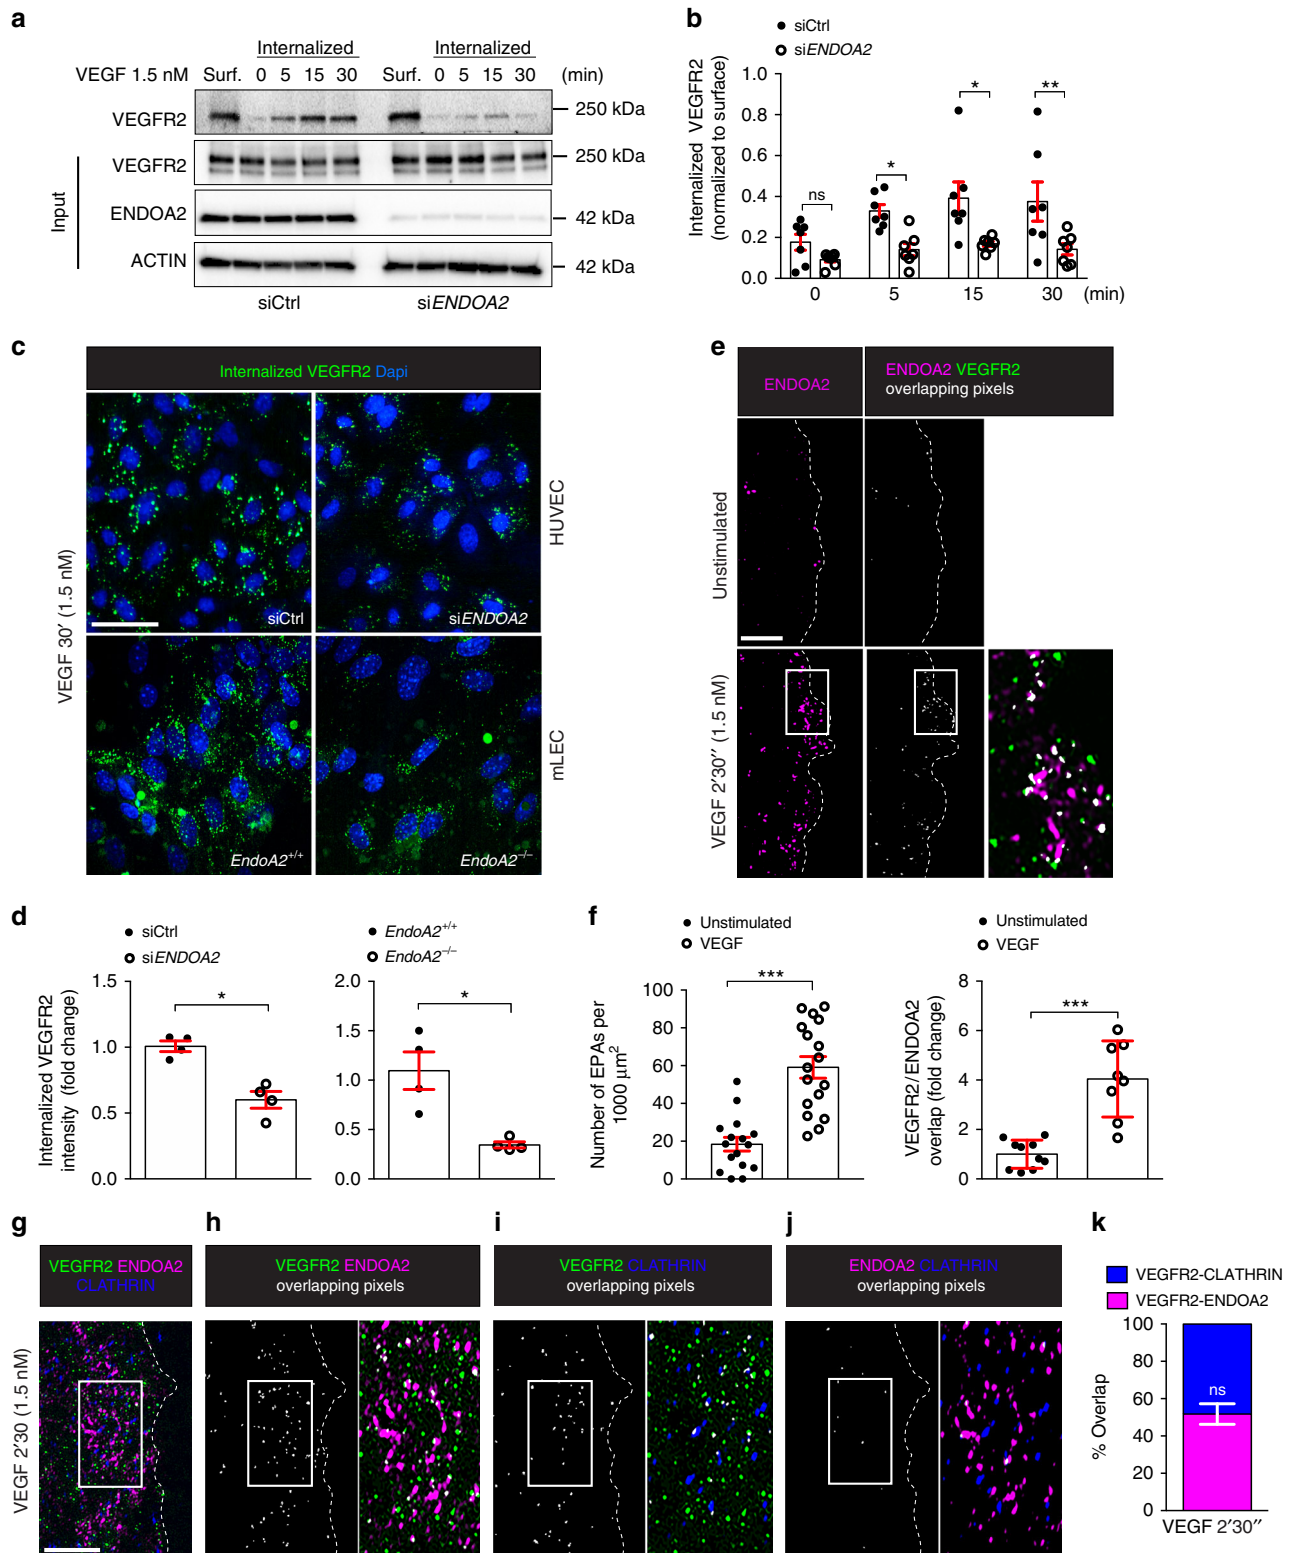 a
Internalized Internalized
VEGF 1.5 nM Surf. 0 5 15 30 Surf. 0 5 15 30 (min)
VEGFR2 250 kDa
Input
VEGFR2 250 kDa
ENDOA2 42 kDa
ACTIN 42 kDa
siCtrl siENDOA2
b
siCtrl
siENDOA2
Internalized VEGFR2
(normalized to surface)
1.0
0.8
0.6
0.4
0.2
0.0
ns * * **
0 5 15 30 (min)
c
Internalized VEGFR2 Dapi
VEGF 30′ (1.5 nM)
siCtrl siENDOA2
HUVEC
EndoA2+/+ EndoA2−/−
mLEC
e
ENDOA2
ENDOA2 VEGFR2
overlapping pixels
Unstimulated
VEGF 2′30′′ (1.5 nM)
d
siCtrl
siENDOA2
Internalized VEGFR2
intensity (fold change)
1.5
1.0
0.5
0.0
*
EndoA2+/+
EndoA2−/−
2.0
1.5
1.0
0.5
0.0
*
f
Unstimulated
VEGF
Number of EPAs per
1000 µm²
100
80
60
40
20
0
***
Unstimulated
VEGF
VEGFR2/ENDOA2
overlap (fold change)
8
6
4
2
0
***
g
VEGFR2 ENDOA2
CLATHRIN
VEGF 2′30 (1.5 nM)
h
VEGFR2 ENDOA2
overlapping pixels
i
VEGFR2 CLATHRIN
overlapping pixels
j
ENDOA2 CLATHRIN
overlapping pixels
k
VEGFR2-CLATHRIN
VEGFR2-ENDOA2
% Overlap
100
80
60
40
20
0
ns
VEGF 2′30′′